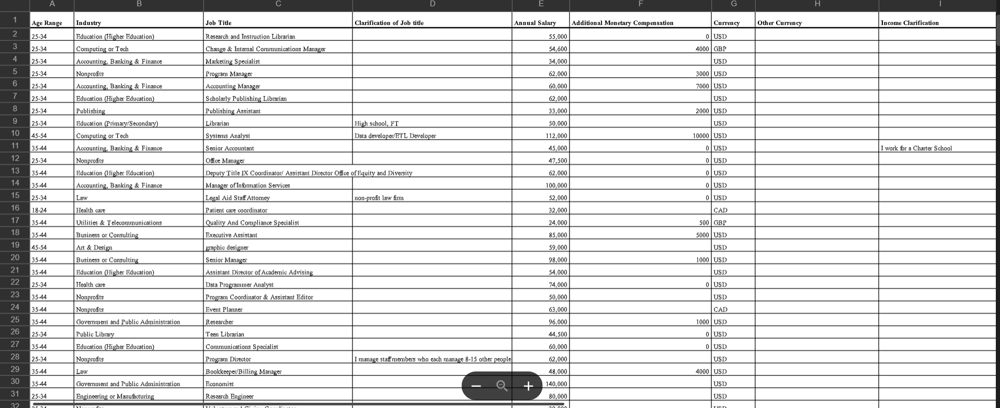 A B C D E F G H I
1 Age Range Industry Job Title Clarification of Job title Annual Salary Additional Monetary Compensation Currency Other Currency Income Clarification
2 25-34 Education (Higher Education) Research and Instruction Librarian 55,000 0 USD
3 25-34 Computing or Tech Change & Internal Communications Manager 54,600 4000 GBP
4 25-34 Accounting, Banking & Finance Marketing Specialist 34,000 USD
5 25-34 Nonprofits Program Manager 62,000 3000 USD
6 25-34 Accounting, Banking & Finance Accounting Manager 60,000 7000 USD
7 25-34 Education (Higher Education) Scholarly Publishing Librarian 62,000 USD
8 25-34 Publishing Publishing Assistant 33,000 2000 USD
9 25-34 Education (Primary/Secondary) Librarian High school, FT 50,000 USD
10 45-54 Computing or Tech Systems Analyst Data developer/ETL Developer 112,000 10000 USD
11 35-44 Accounting, Banking & Finance Senior Accountant 45,000 0 USD I work for a Charter School
12 25-34 Nonprofits Office Manager 47,500 0 USD
13 35-44 Education (Higher Education) Deputy Title IX Coordinator/ Assistant Director Office of Equity and Diversity 62,000 0 USD
14 35-44 Accounting, Banking & Finance Manager of Information Services 100,000 0 USD
15 25-34 Law Legal Aid Staff Attorney non-profit law firm 52,000 0 USD
16 18-24 Health care Patient care coordinator 32,000 CAD
17 35-44 Utilities & Telecommunications Quality And Compliance Specialist 24,000 500 GBP
18 35-44 Business or Consulting Executive Assistant 85,000 5000 USD
19 45-54 Art & Design graphic designer 59,000 USD
20 35-44 Business or Consulting Senior Manager 98,000 1000 USD
21 35-44 Education (Higher Education) Assistant Director of Academic Advising 54,000 USD
22 25-34 Health care Data Programmer Analyst 74,000 0 USD
23 35-44 Nonprofits Program Coordinator & Assistant Editor 50,000 USD
24 35-44 Nonprofits Event Planner 63,000 CAD
25 35-44 Government and Public Administration Researcher 96,000 1000 USD
26 25-34 Public Library Teen Librarian 44,500 0 USD
27 35-44 Education (Higher Education) Communications Specialist 60,000 0 USD
28 25-34 Nonprofits Program Director I manage staff members who each manage 8-15 other people 62,000 USD
29 35-44 Law Bookkeeper/Billing Manager 48,000 4000 USD
30 35-44 Government and Public Administration Economist 140,000 USD
31 25-34 Engineering or Manufacturing Research Engineer 80,000 USD
32